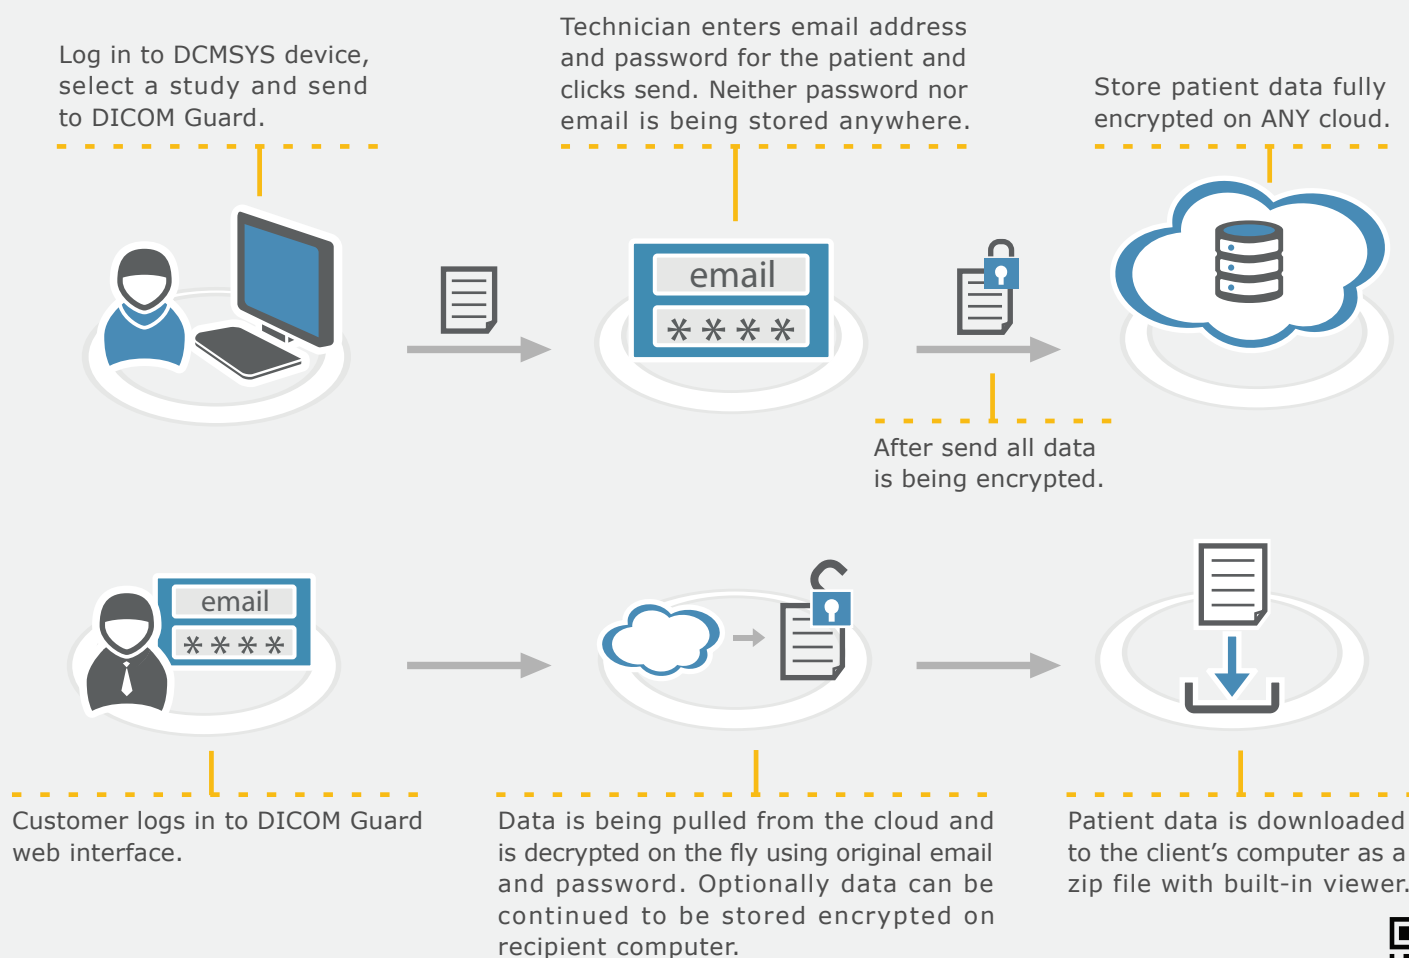 Log in to DCMSYS device,
select a study and send
to DICOM Guard.
Technician enters email address
and password for the patient and
clicks send. Neither password nor
email is being stored anywhere.
Store patient data fully
encrypted on ANY cloud.
email
* * * *
After send all data
is being encrypted.
email
* * * *
Customer logs in to DICOM Guard
web interface.
Data is being pulled from the cloud and
is decrypted on the fly using original email
and password. Optionally data can be
continued to be stored encrypted on
recipient computer.
Patient data is downloaded
to the client's computer as a
zip file with built-in viewer.